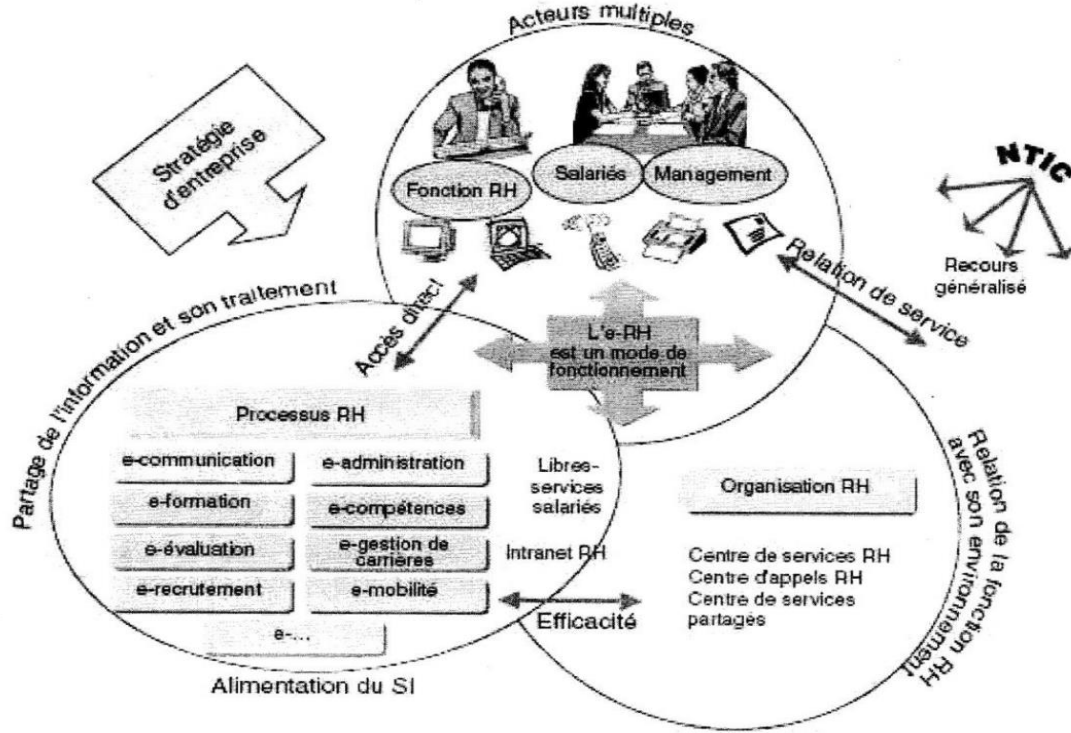 Acteurs multiples
Stratégie
d'entreprise
Fonction RH
Salariés
Management
NTIC
Recours
généralisé
Relation de service
Accès direct
Partage de l'information et son traitement
L'e-RH
est un mode de
fonctionnement
Processus RH
e-communication
e-administration
e-formation
e-compétences
e-évaluation
e-gestion de
carrières
e-recrutement
e-mobilité
e-...
Libres-
services
salariés
Intranet RH
Efficacité
Organisation RH
Centre de services RH
Centre d'appels RH
Centre de services
partagés
Relation de la fonction RH
avec son environnement
Alimentation du SI